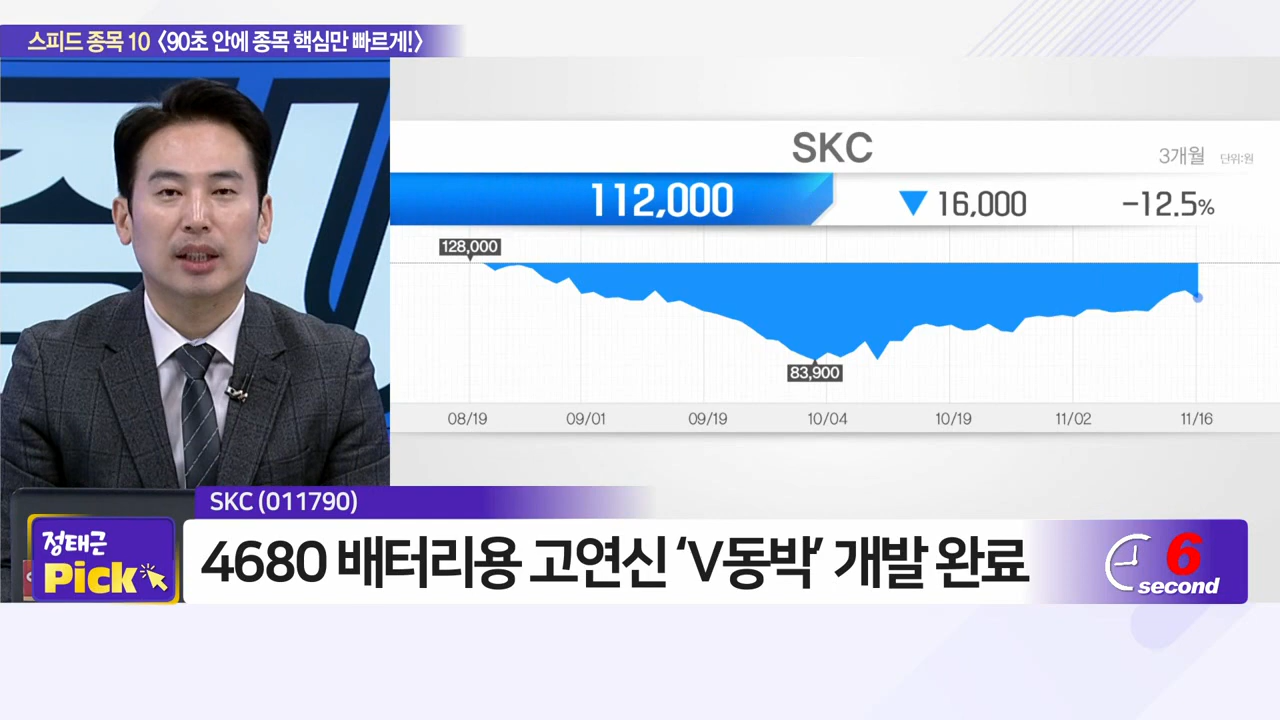 스피드 종목 10 〈90초 안에 종목 핵심만 빠르게!〉
SKC
3개월 단위:원
112,000 ▼ 16,000 -12.5%
128,000
83,900
08/19 09/01 09/19 10/04 10/19 11/02 11/16
SKC (011790)
정태근
Pick
4680 배터리용 고연신 ‘V동박’ 개발 완료
6
second